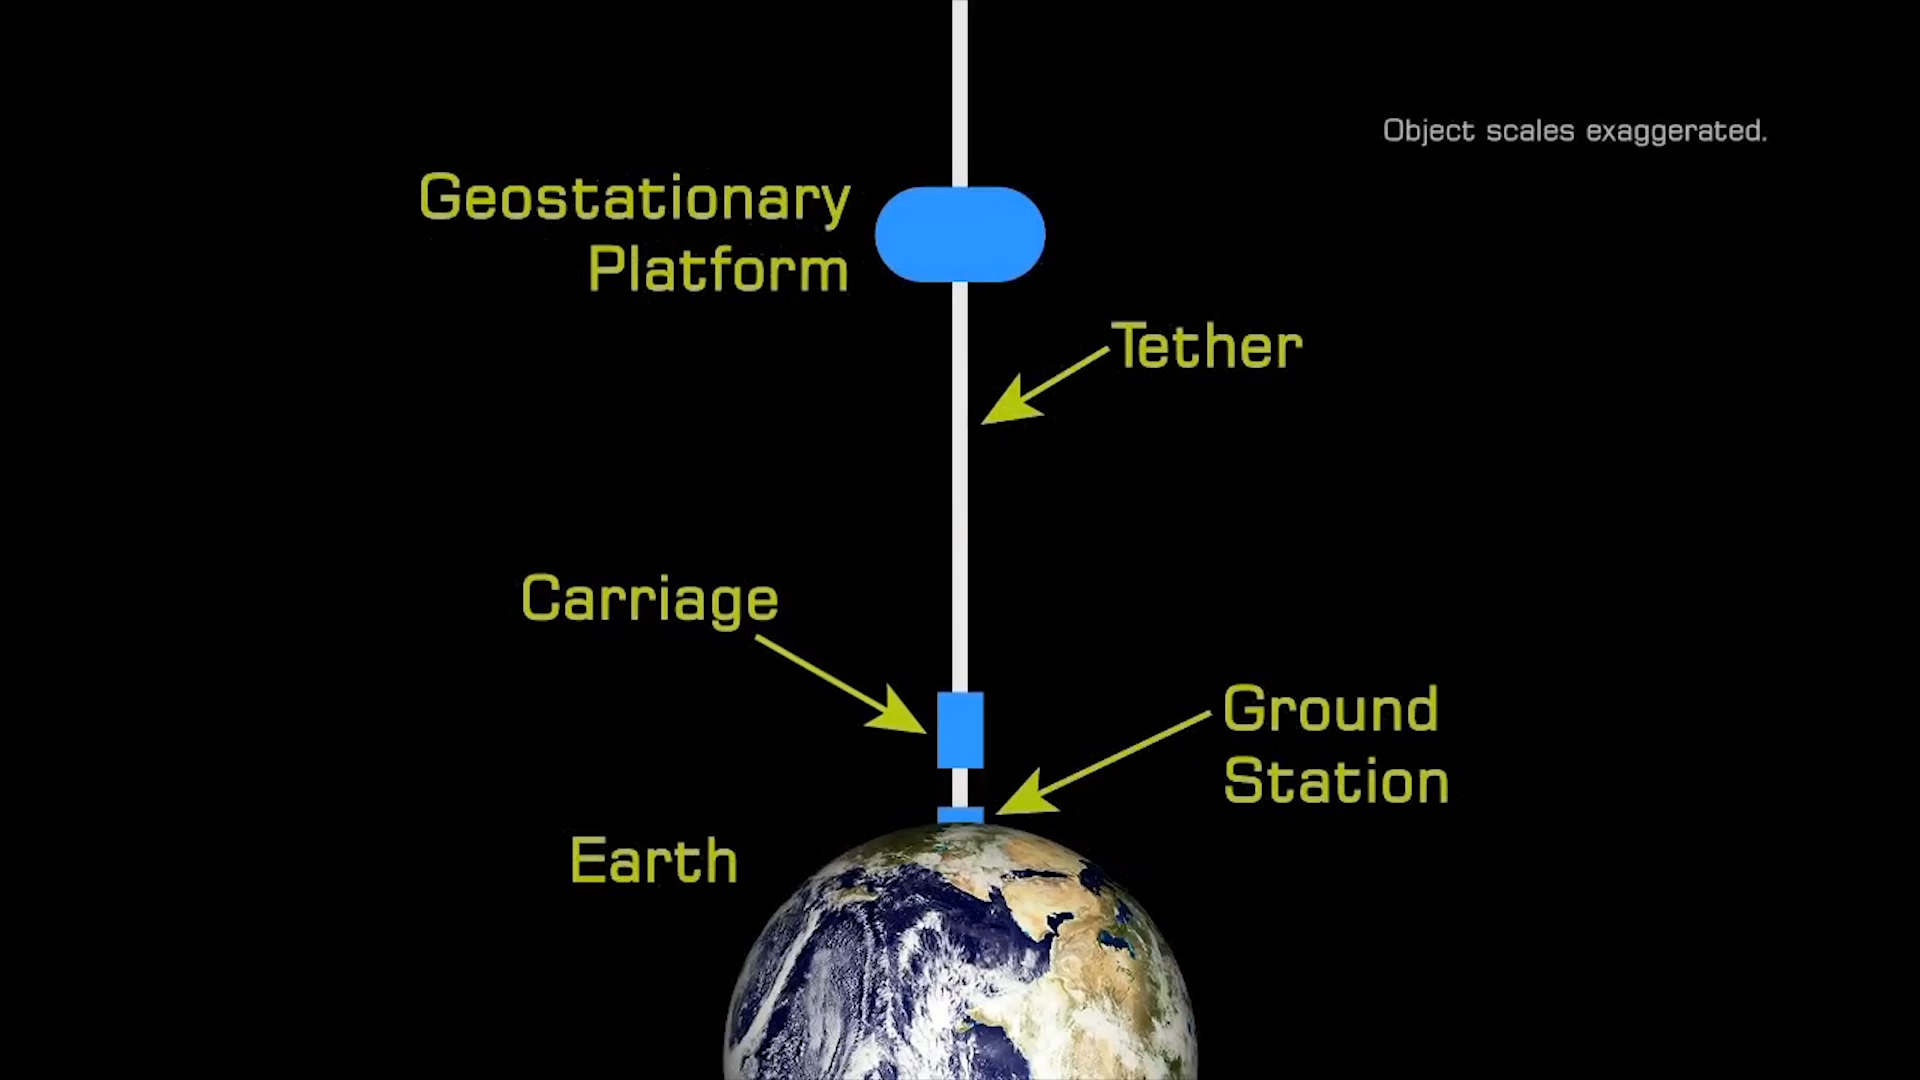 Object scales exaggerated.
Geostationary
Platform
Tether
Carriage
Ground
Station
Earth